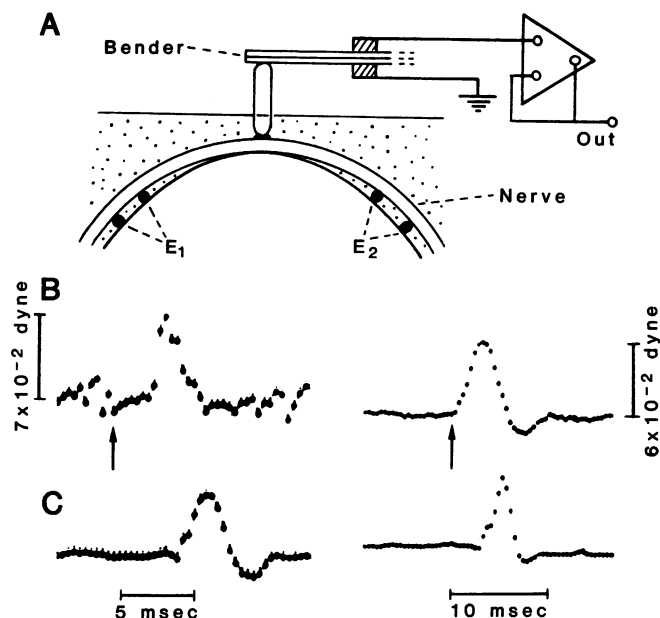 A
Bender
Out
Nerve
E₁
E₂
B
7x10⁻² dyne
6x10⁻² dyne
C
5 msec
10 msec